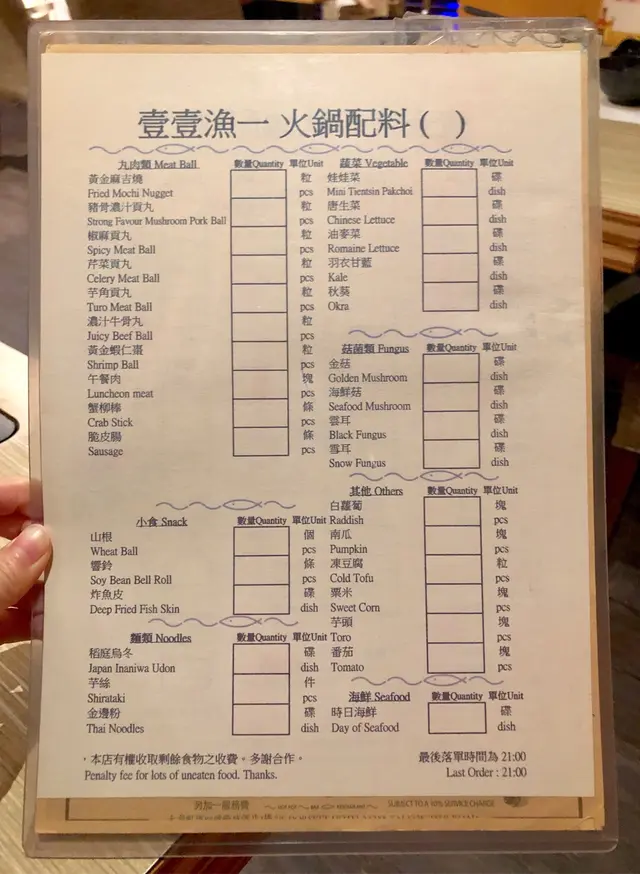 壹壹漁一 火鍋配料 ( )
丸肉類 Meat Ball 數量Quantity 單位Unit
黃金麻吉燒 粒
Fried Mochi Nugget pcs
豬骨濃汁貢丸 粒
Strong Favour Mushroom Pork Ball pcs
椒麻貢丸 粒
Spicy Meat Ball pcs
芹菜貢丸 粒
Celery Meat Ball pcs
芋角貢丸 粒
Turo Meat Ball pcs
濃汁牛骨丸 粒
Juicy Beef Ball pcs
黃金蝦仁棗 粒
Shrimp Ball pcs
午餐肉 塊
Luncheon meat pcs
蟹柳棒 條
Crab Stick pcs
脆皮腸 條
Sausage pcs
小食 Snack 數量Quantity 單位Unit
山根 個
Wheat Ball pcs
響鈴 條
Soy Bean Bell Roll pcs
炸魚皮 碟
Deep Fried Fish Skin dish
麵類 Noodles 數量Quantity 單位Unit
稻庭烏冬 碟
Japan Inaniwa Udon dish
芋絲 件
Shirataki pcs
金邊粉 碟
Thai Noodles dish
蔬菜 Vegetable 數量Quantity 單位Unit
娃娃菜 碟
Mini Tientsin Pakchoi dish
唐生菜 碟
Chinese Lettuce dish
油麥菜 碟
Romaine Lettuce dish
羽衣甘藍 碟
Kale dish
秋葵 碟
Okra dish
菇菌類 Fungus 數量Quantity 單位Unit
金菇 碟
Golden Mushroom dish
海鮮菇 碟
Seafood Mushroom dish
雲耳 碟
Black Fungus dish
雪耳 碟
Snow Fungus dish
其他 Others 數量Quantity 單位Unit
白蘿蔔 塊
Raddish pcs
南瓜 塊
Pumpkin pcs
凍豆腐 粒
Cold Tofu pcs
粟米 塊
Sweet Corn pcs
芋頭 塊
Toro pcs
番茄 塊
Tomato pcs
海鮮 Seafood 數量Quantity 單位Unit
時日海鮮 碟
Day of Seafood dish
・本店有權收取剩餘食物之收費。多謝合作。
Penalty fee for lots of uneaten food. Thanks.
最後落單時間為 21:00
Last Order : 21:00
另加一服務費 SUBJECT TO A 10% SERVICE CHARGE